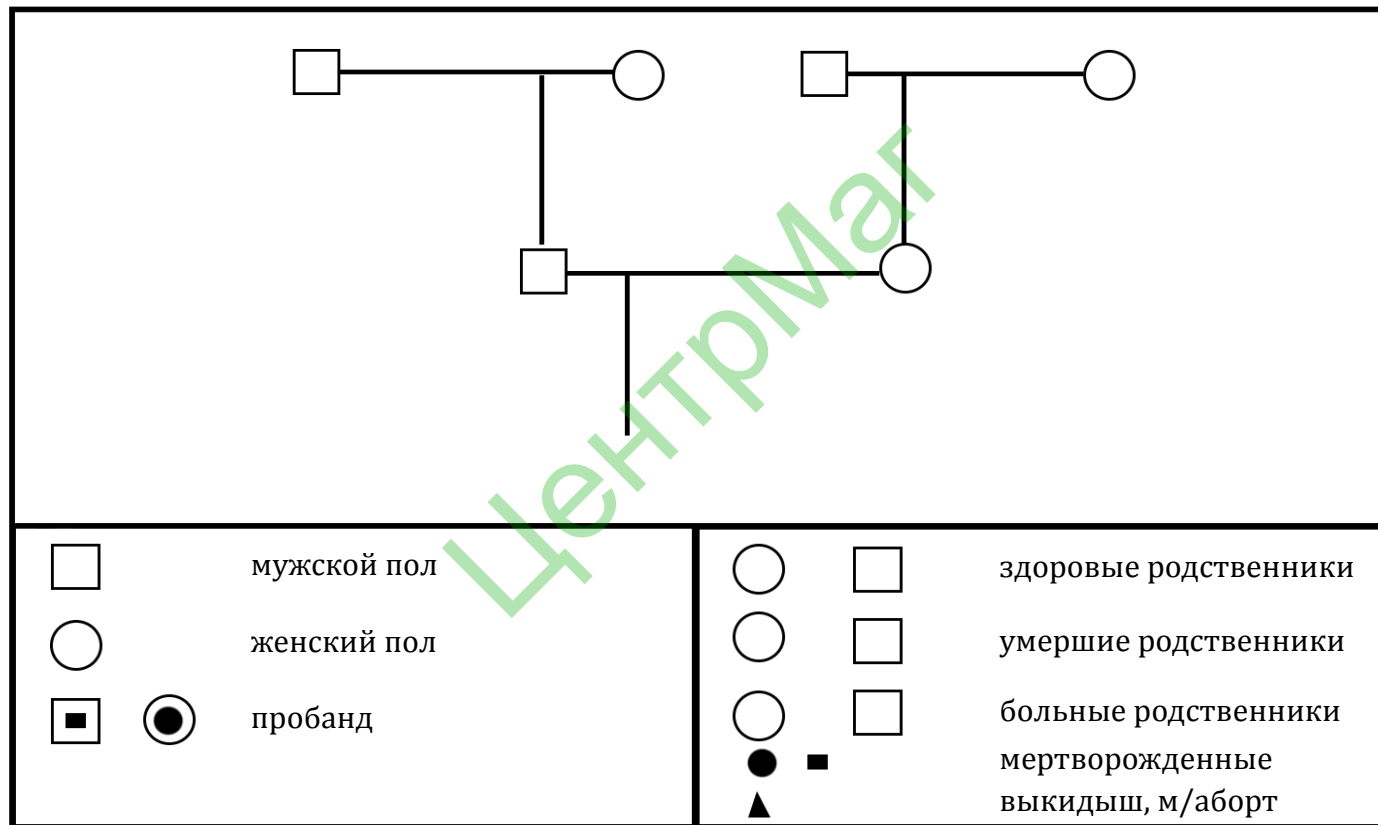 ЦентрМаг
мужской пол
женский пол
пробанд
здоровые родственники
умершие родственники
больные родственники
мертворожденные
выкидыш, м/аборт